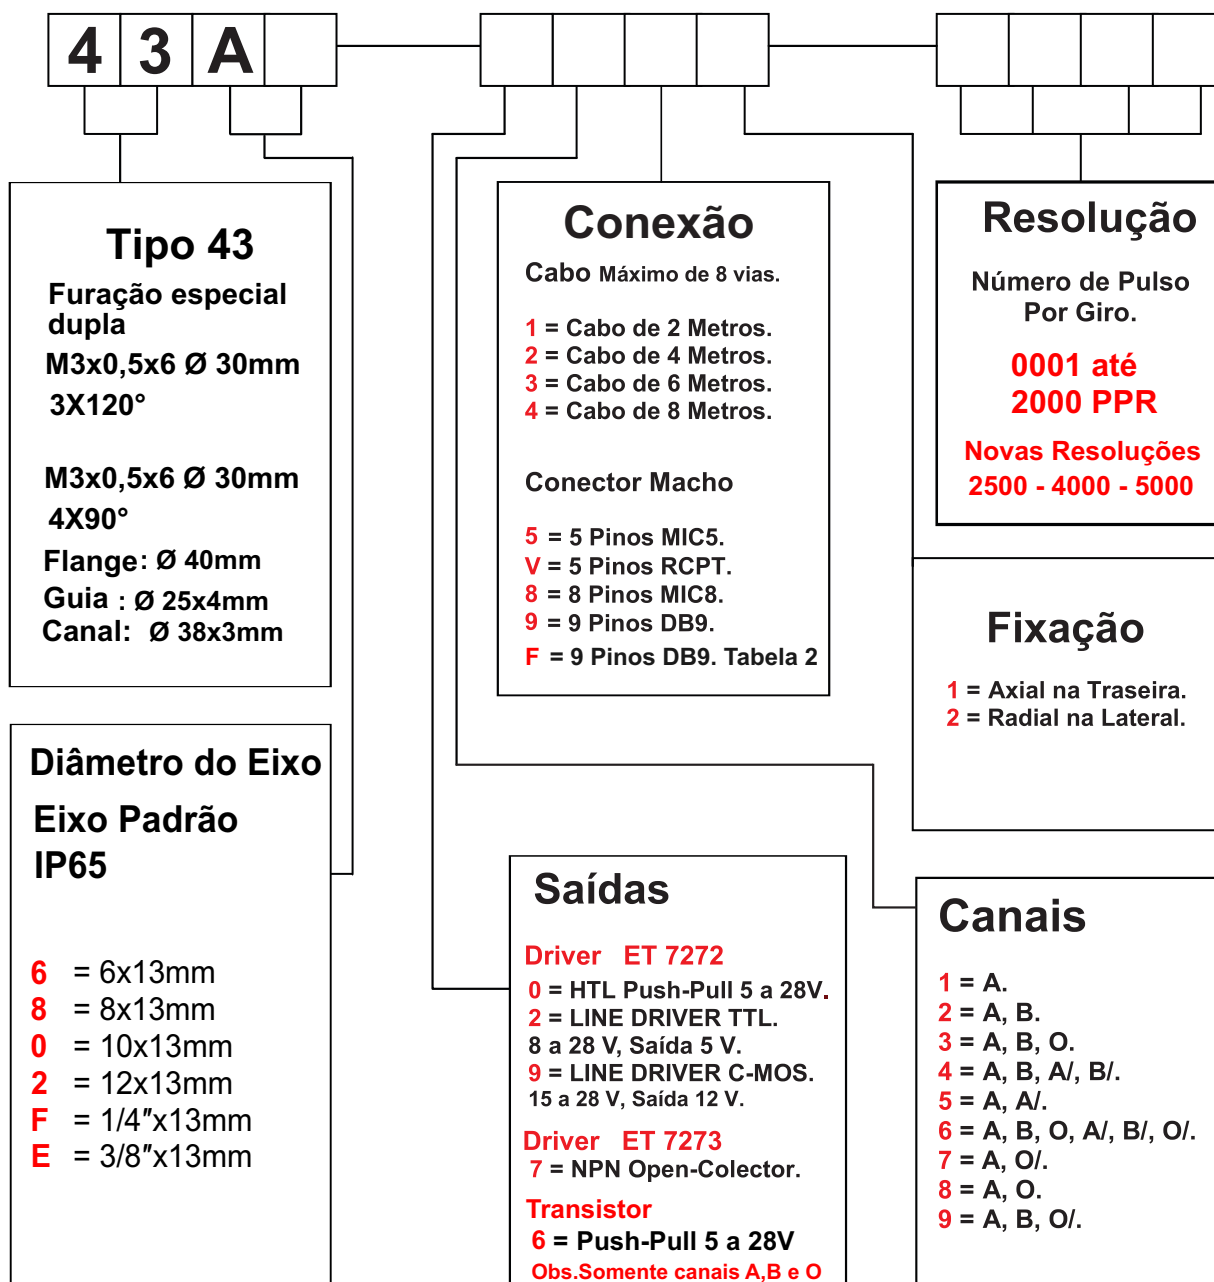 4 3 A
Tipo 43
Furação especial
dupla
M3x0,5x6 Ø 30mm
3X120°
M3x0,5x6 Ø 30mm
4X90°
Flange: Ø 40mm
Guia : Ø 25x4mm
Canal: Ø 38x3mm
Diâmetro do Eixo
Eixo Padrão
IP65
6 = 6x13mm
8 = 8x13mm
0 = 10x13mm
2 = 12x13mm
F = 1/4"x13mm
E = 3/8"x13mm
Conexão
Cabo Máximo de 8 vias.
1 = Cabo de 2 Metros.
2 = Cabo de 4 Metros.
3 = Cabo de 6 Metros.
4 = Cabo de 8 Metros.
Conector Macho
5 = 5 Pinos MIC5.
V = 5 Pinos RCPT.
8 = 8 Pinos MIC8.
9 = 9 Pinos DB9.
F = 9 Pinos DB9. Tabela 2
Saídas
Driver ET 7272
0 = HTL Push-Pull 5 a 28V.
2 = LINE DRIVER TTL.
8 a 28 V, Saída 5 V.
9 = LINE DRIVER C-MOS.
15 a 28 V, Saída 12 V.
Driver ET 7273
7 = NPN Open-Colector.
Transistor
6 = Push-Pull 5 a 28V
Obs.Somente canais A,B e O
Resolução
Número de Pulso
Por Giro.
0001 até
2000 PPR
Novas Resoluções
2500 - 4000 - 5000
Fixação
1 = Axial na Traseira.
2 = Radial na Lateral.
Canais
1 = A.
2 = A, B.
3 = A, B, O.
4 = A, B, A/, B/.
5 = A, A/.
6 = A, B, O, A/, B/, O/.
7 = A, O/.
8 = A, O.
9 = A, B, O/.